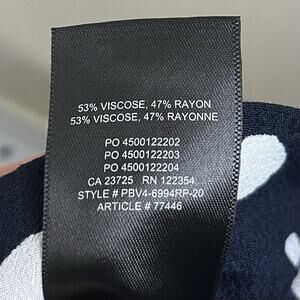 53% VISCOSE, 47% RAYON
53% VISCOSE, 47% RAYONNE
PO 4500122202
PO 4500122203
PO 4500122204
CA 23725 RN 122354
STYLE # PBV4-6994RP-20
ARTICLE # 77446